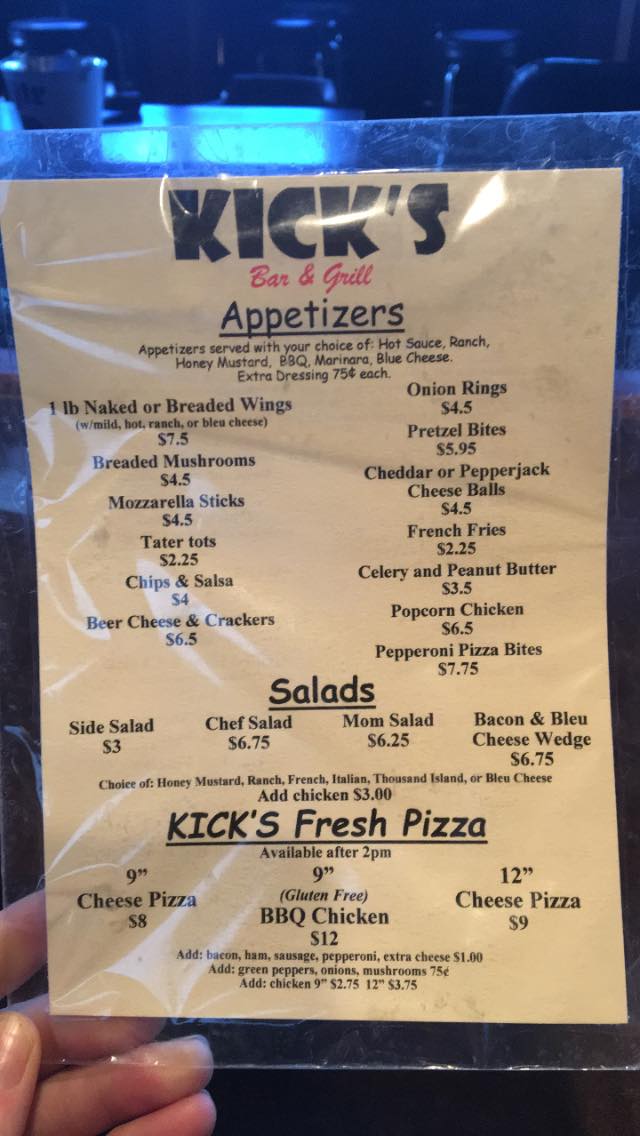 KICK'S
Bar & Grill
Appetizers
Appetizers served with your choice of: Hot Sauce, Ranch,
Honey Mustard, BBQ, Marinara, Blue Cheese.
Extra Dressing 75¢ each.
1 lb Naked or Breaded Wings
(w/mild, hot, ranch, or bleu cheese)
$7.5
Breaded Mushrooms
$4.5
Mozzarella Sticks
$4.5
Tater tots
$2.25
Chips & Salsa
$4
Beer Cheese & Crackers
$6.5
Onion Rings
$4.5
Pretzel Bites
$5.95
Cheddar or Pepperjack
Cheese Balls
$4.5
French Fries
$2.25
Celery and Peanut Butter
$3.5
Popcorn Chicken
$6.5
Pepperoni Pizza Bites
$7.75
Salads
Side Salad
$3
Chef Salad
$6.75
Mom Salad
$6.25
Bacon & Bleu
Cheese Wedge
$6.75
Choice of: Honey Mustard, Ranch, French, Italian, Thousand Island, or Bleu Cheese
Add chicken $3.00
KICK'S Fresh Pizza
Available after 2pm
9”
Cheese Pizza
$8
9”
(Gluten Free)
BBQ Chicken
$12
12”
Cheese Pizza
$9
Add: bacon, ham, sausage, pepperoni, extra cheese $1.00
Add: green peppers, onions, mushrooms 75¢
Add: chicken 9” $2.75 12” $3.75